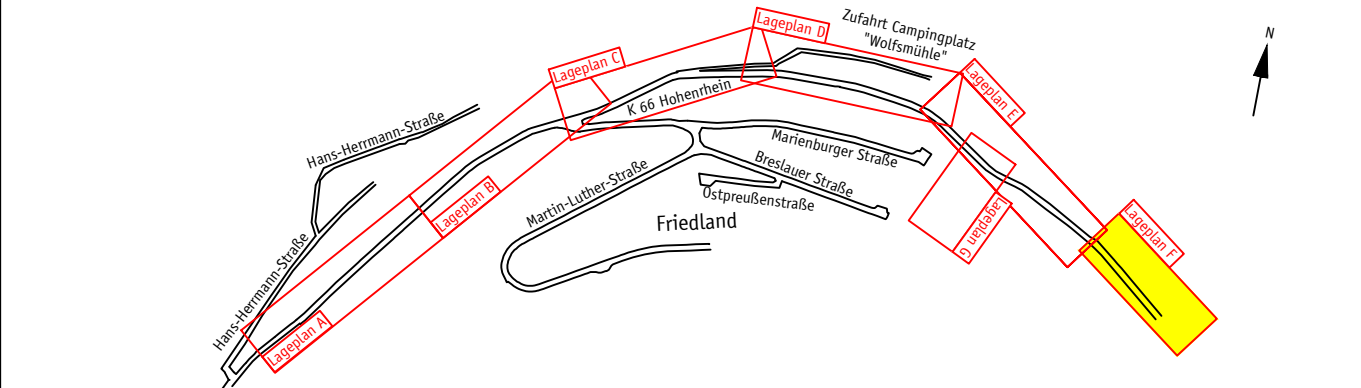 Lageplan D
Zufahrt Campingplatz
"Wolfsmühle"
N
Lageplan C
Lageplan E
K 66 Hohenrhein
Hans-Herrmann-Straße
Marienburger Straße
Breslauer Straße
Ostpreußenstraße
Martin-Luther-Straße
Lageplan B
Friedland
Lageplan G
Lageplan F
Hans-Herrmann-Straße
Lageplan A